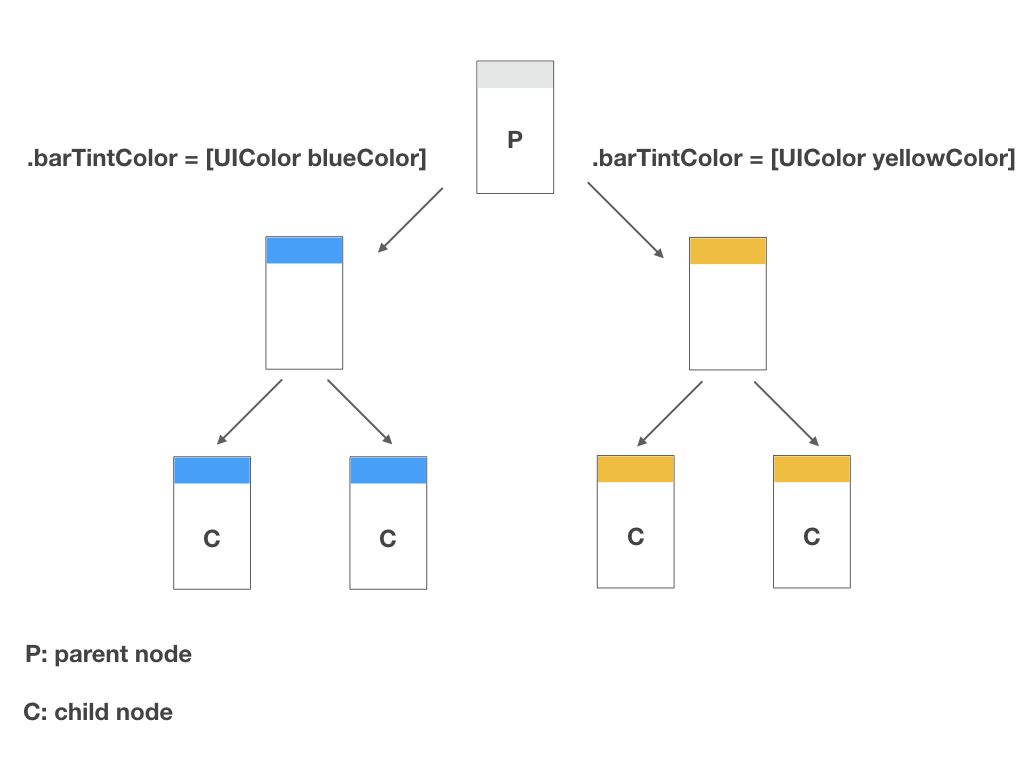 P
.barTintColor = [UIColor blueColor]
.barTintColor = [UIColor yellowColor]
C
C
C
C
P: parent node
C: child node